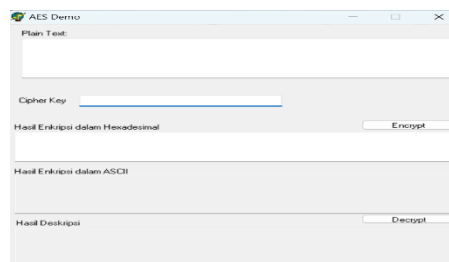 AES Demo
Plain Text:
Cipher Key
Hasil Enkripsi dalam Hexadesimal
Encrypt
Hasil Enkripsi dalam ASCII
Hasil Deskripsi
Decrypt